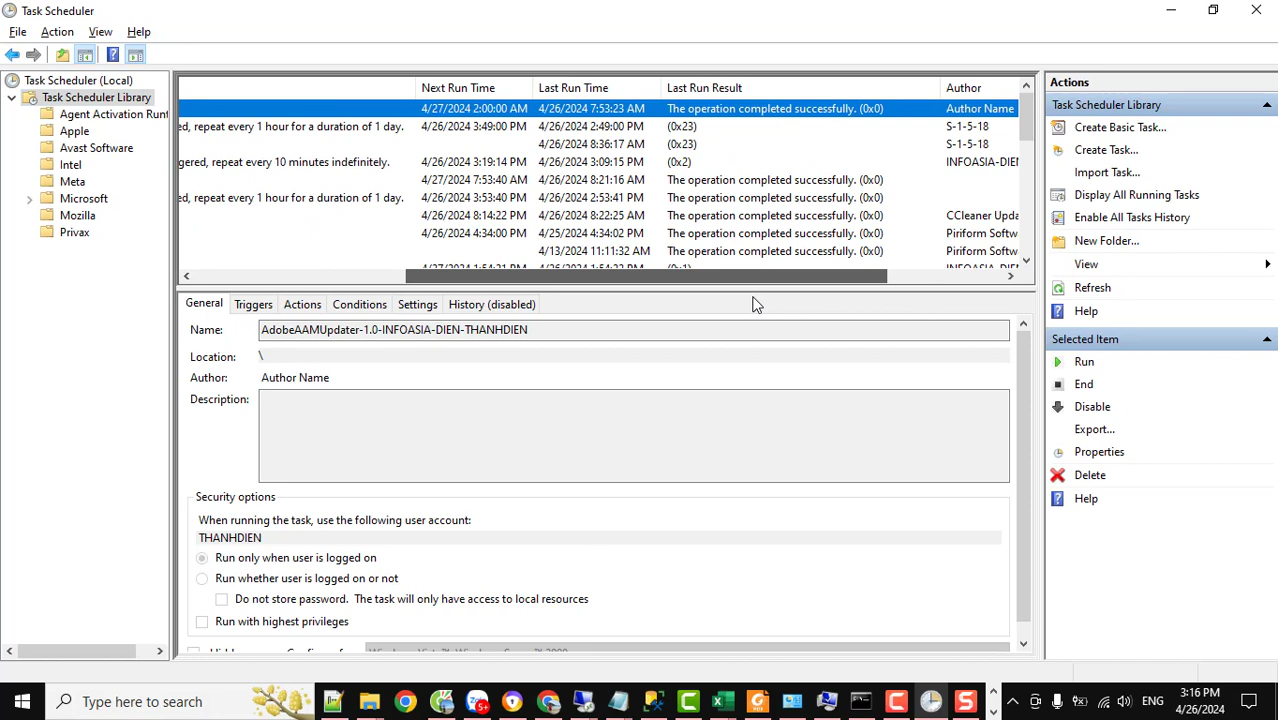 Task Scheduler
File Action View Help
Task Scheduler (Local)
Task Scheduler Library
Agent Activation Runt
Apple
Avast Software
Intel
Meta
Microsoft
Mozilla
Privax
Next Run Time Last Run Time Last Run Result Author
4/27/2024 2:00:00 AM 4/26/2024 7:53:23 AM The operation completed successfully. (0x0) Author Name
ed, repeat every 1 hour for a duration of 1 day. 4/26/2024 3:49:00 PM 4/26/2024 2:49:00 PM (0x23) S-1-5-18
4/26/2024 8:36:17 AM (0x23) S-1-5-18
ggered, repeat every 10 minutes indefinitely. 4/26/2024 3:19:14 PM 4/26/2024 3:09:15 PM (0x2) INFOASIA-DIEN
4/27/2024 7:53:40 AM 4/26/2024 8:21:16 AM The operation completed successfully. (0x0)
ed, repeat every 1 hour for a duration of 1 day. 4/26/2024 3:53:40 PM 4/26/2024 2:53:41 PM The operation completed successfully. (0x0)
4/26/2024 8:14:22 PM 4/26/2024 8:22:25 AM The operation completed successfully. (0x0) CCleaner Upda
4/26/2024 4:34:00 PM 4/25/2024 4:34:02 PM The operation completed successfully. (0x0) Piriform Softw
4/13/2024 11:11:32 AM The operation completed successfully. (0x0) Piriform Softw
General Triggers Actions Conditions Settings History (disabled)
Name: AdobeAAMUpdater-1.0-INFOASIA-DIEN-THANHDIEN
Location: \
Author: Author Name
Description:
Security options
When running the task, use the following user account:
THANHDIEN
Run only when user is logged on
Run whether user is logged on or not
Do not store password. The task will only have access to local resources
Run with highest privileges
Actions
Task Scheduler Library
Create Basic Task...
Create Task...
Import Task...
Display All Running Tasks
Enable All Tasks History
New Folder...
View
Refresh
Help
Selected Item
Run
End
Disable
Export...
Properties
Delete
Help
Type here to search
5+
ENG
3:16 PM
4/26/2024